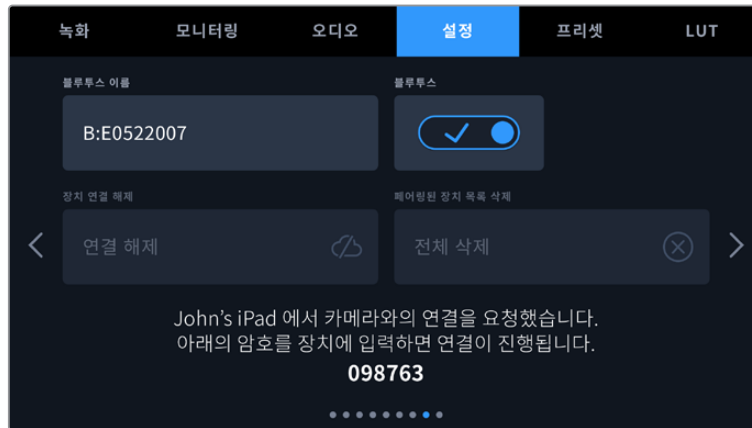 녹화 모니터링 오디오 설정 프리셋 LUT
블루투스 이름 블루투스
B:E0522007
장치 연결 해제 페어링된 장치 목록 삭제
연결 해제 전체 삭제
John's iPad 에서 카메라와의 연결을 요청했습니다.
아래의 암호를 장치에 입력하면 연결이 진행됩니다.
098763